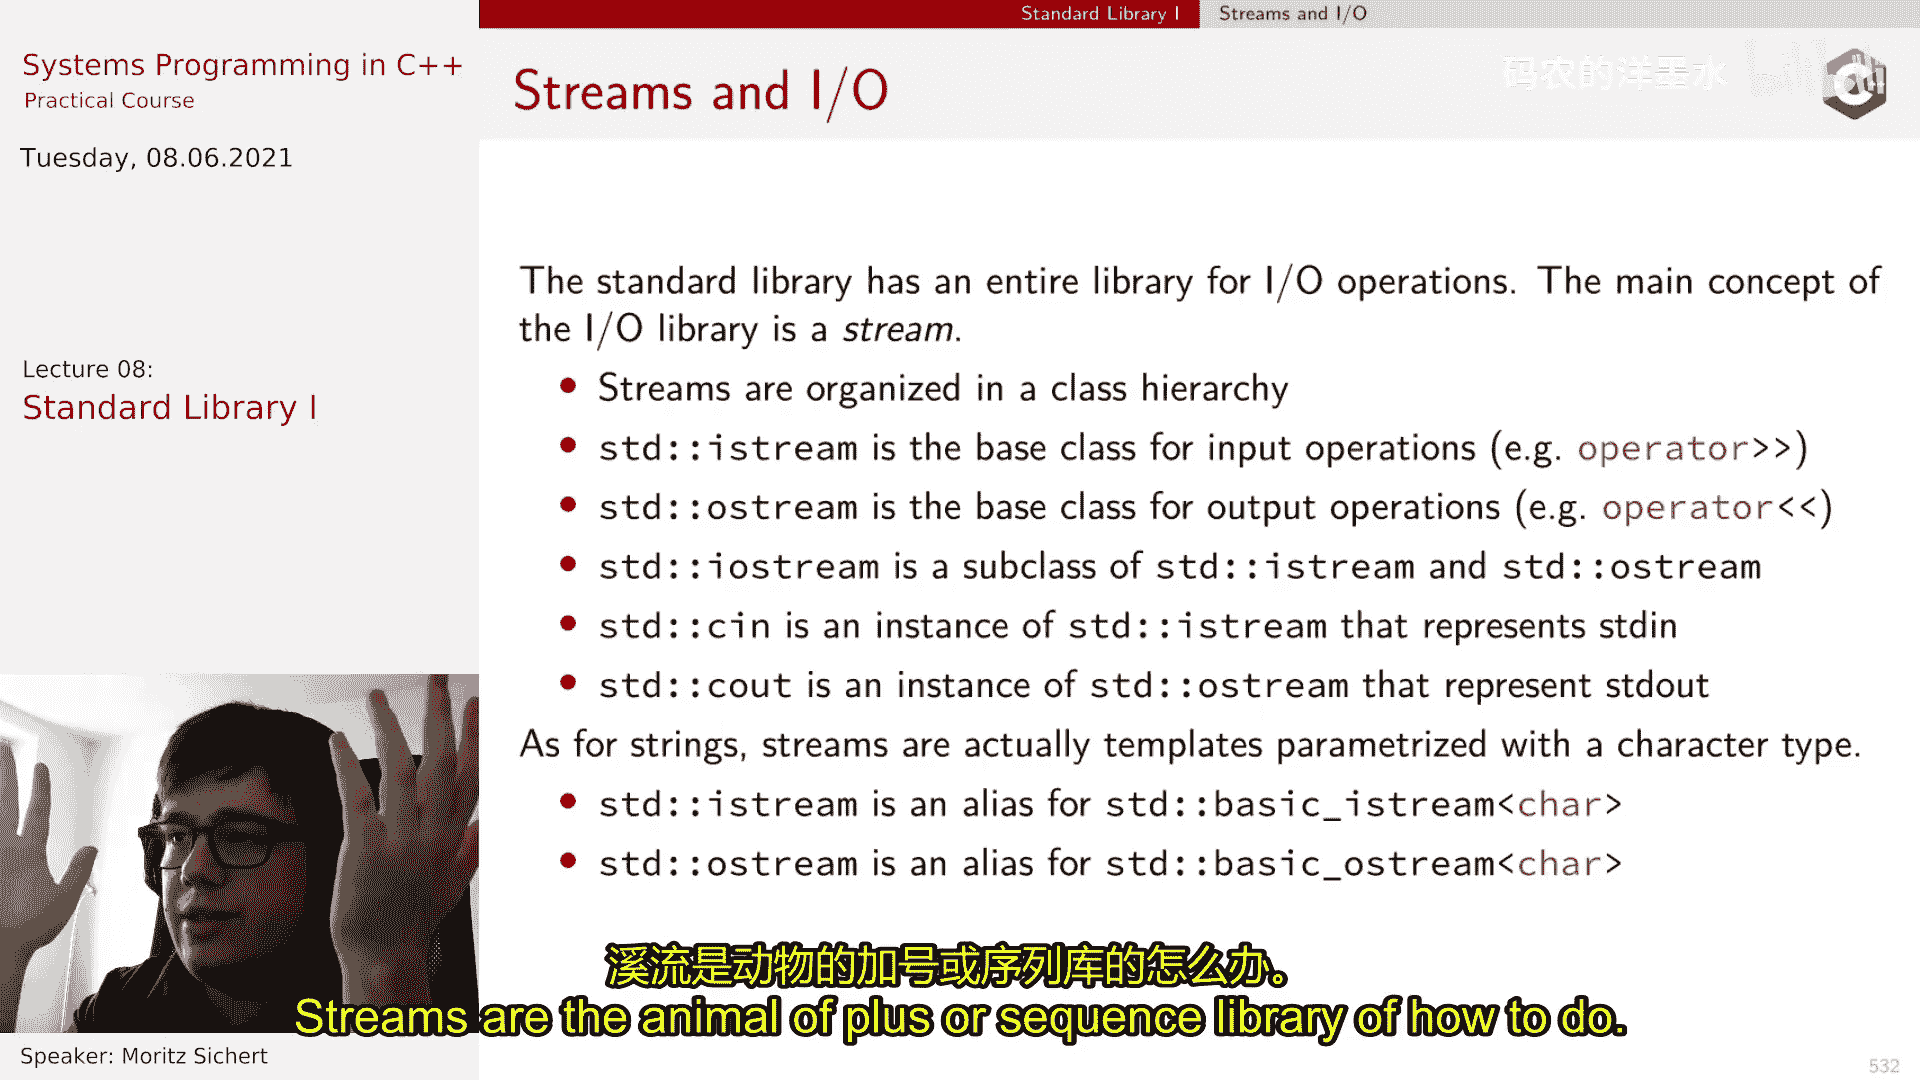 Standard Library I
Streams and I/O
Systems Programming in C++
Practical Course
Tuesday, 08.06.2021
Lecture 08:
Standard Library I
Streams and I/O
码农的洋墨水
The standard library has an entire library for I/O operations. The main concept of
the I/O library is a stream.
• Streams are organized in a class hierarchy
• std::istream is the base class for input operations (e.g. operator>>)
• std::ostream is the base class for output operations (e.g. operator<<)
• std::iostream is a subclass of std::istream and std::ostream
• std::cin is an instance of std::istream that represents stdin
• std::cout is an instance of std::ostream that represent stdout
As for strings, streams are actually templates parametrized with a character type.
• std::istream is an alias for std::basic_istream<char>
• std::ostream is an alias for std::basic_ostream<char>
溪流是动物的加号或序列库的怎么办。
Streams are the animal of plus or sequence library of how to do.
Speaker: Moritz Sichert
532